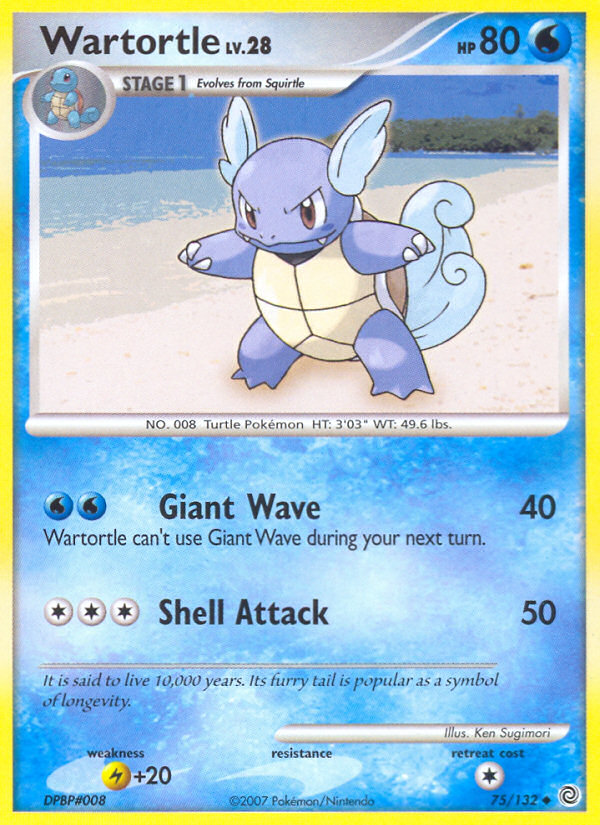 Wartortle LV.28
HP 80
STAGE 1 Evolves from Squirtle
NO. 008 Turtle Pokémon HT: 3'03" WT: 49.6 lbs.
Giant Wave 40
Wartortle can't use Giant Wave during your next turn.
Shell Attack 50
It is said to live 10,000 years. Its furry tail is popular as a symbol
of longevity.
Illus. Ken Sugimori
weakness resistance retreat cost
+20
DPBP#008 ©2007 Pokémon/Nintendo 75/132